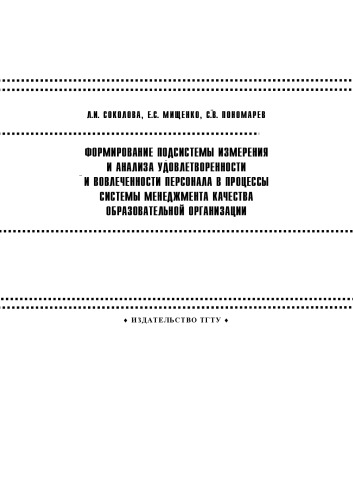 Л.И. СОКОЛОВА, Е.С. МИЩЕНКО, С.В. ПОНОМАРЕВ
ФОРМИРОВАНИЕ ПОДСИСТЕМЫ ИЗМЕРЕНИЯ
И АНАЛИЗА УДОВЛЕТВОРЕННОСТИ
И ВОВЛЕЧЕННОСТИ ПЕРСОНАЛА В ПРОЦЕССЫ
СИСТЕМЫ МЕНЕДЖМЕНТА КАЧЕСТВА
ОБРАЗОВАТЕЛЬНОЙ ОРГАНИЗАЦИИ
♦ ИЗДАТЕЛЬСТВО ТГТУ ♦